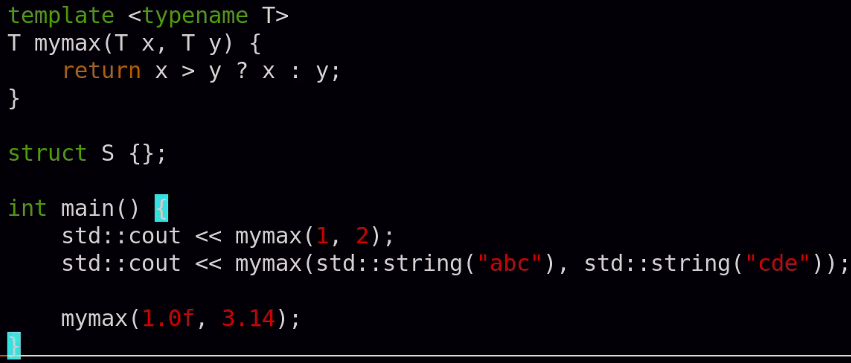 template <typename T>
T mymax(T x, T y) {
    return x > y ? x : y;
}

struct S {};

int main() {
    std::cout << mymax(1, 2);
    std::cout << mymax(std::string("abc"), std::string("cde"));

    mymax(1.0f, 3.14);
}